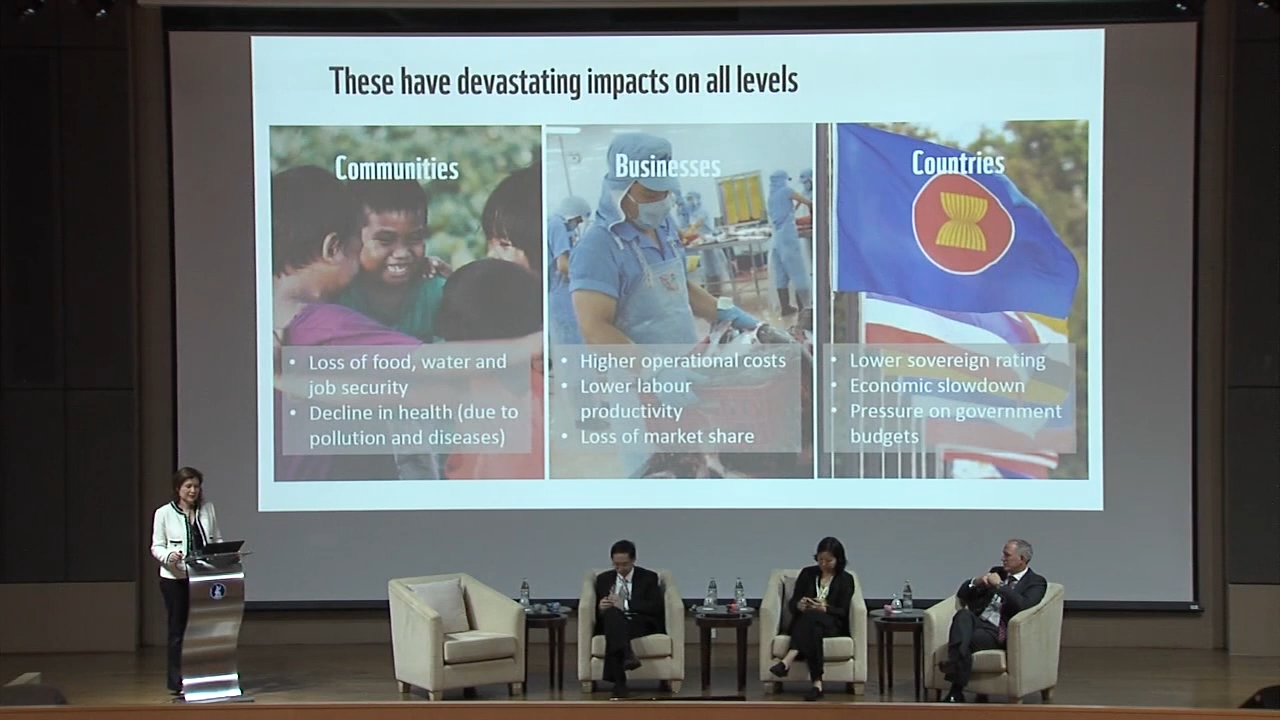 These have devastating impacts on all levels
Communities
• Loss of food, water and
job security
• Decline in health (due to
pollution and diseases)
Businesses
• Higher operational costs
• Lower labour
productivity
• Loss of market share
Countries
• Lower sovereign rating
• Economic slowdown
• Pressure on government
budgets